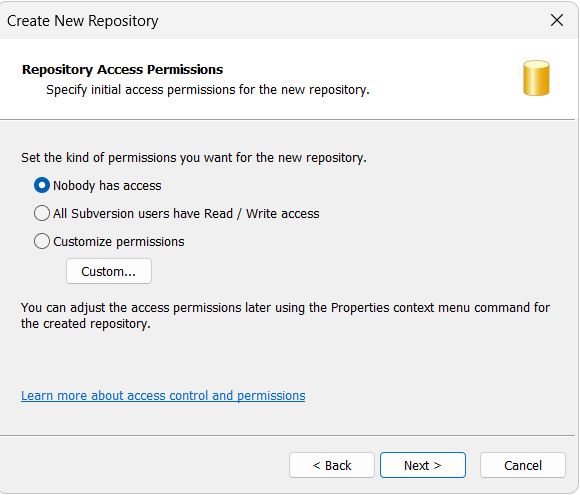 Create New Repository
Repository Access Permissions
Specify initial access permissions for the new repository.
Set the kind of permissions you want for the new repository.
Nobody has access
All Subversion users have Read / Write access
Customize permissions
Custom...
You can adjust the access permissions later using the Properties context menu command for
the created repository.
Learn more about access control and permissions
< Back
Next >
Cancel